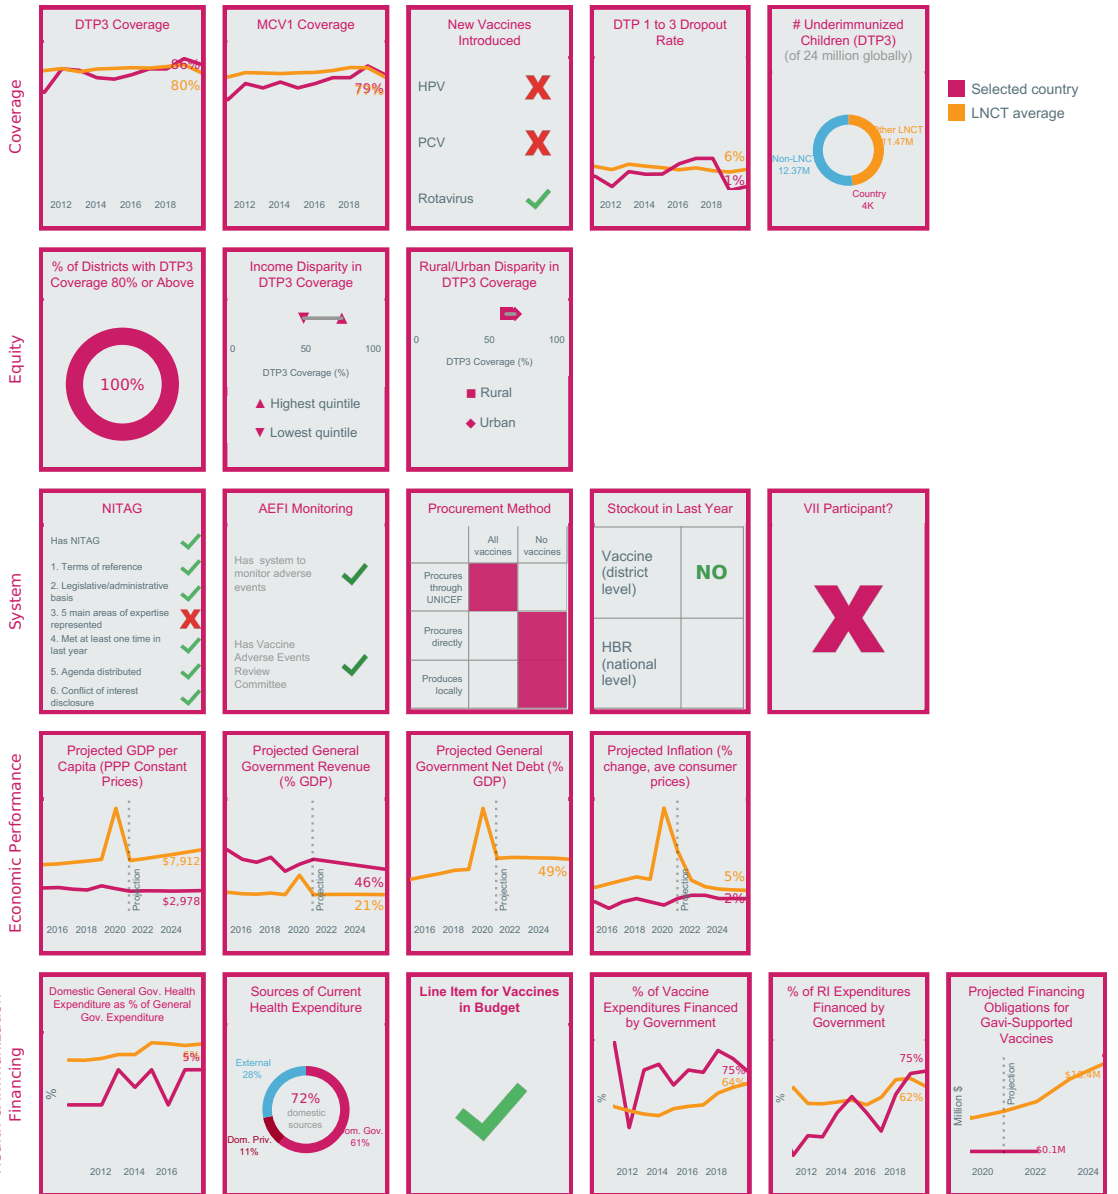 Coverage
DTP3 Coverage
86%
80%
2012 2014 2016 2018
MCV1 Coverage
79%
77%
2012 2014 2016 2018
New Vaccines
Introduced
HPV
PCV
Rotavirus
DTP 1 to 3 Dropout
Rate
6%
1%
2012 2014 2016 2018
# Underimmunized
Children (DTP3)
(of 24 million globally)
Other LNCT
11.47M
Non-LNCT
12.37M
Country
4K
Selected country
LNCT average
Equity
% of Districts with DTP3
Coverage 80% or Above
100%
Income Disparity in
DTP3 Coverage
0 50 100
DTP3 Coverage (%)
Highest quintile
Lowest quintile
Rural/Urban Disparity in
DTP3 Coverage
0 50 100
DTP3 Coverage (%)
Rural
Urban
System
NITAG
Has NITAG
1. Terms of reference
2. Legislative/administrative
basis
3. 5 main areas of expertise
represented
4. Met at least one time in
last year
5. Agenda distributed
6. Conflict of interest
disclosure
AEFI Monitoring
Has system to
monitor adverse
events
Has Vaccine
Adverse Events
Review
Committee
Procurement Method
All
vaccines
No
vaccines
Procures
through
UNICEF
Procures
directly
Produces
locally
Stockout in Last Year
Vaccine
(district
level)
NO
HBR
(national
level)
VII Participant?
X
Economic Performance
Projected GDP per
Capita (PPP Constant
Prices)
$7,912
$2,978
Projection
2016 2018 2020 2022 2024
Projected General
Government Revenue
(% GDP)
46%
21%
Projection
2016 2018 2020 2022 2024
Projected General
Government Net Debt (%
GDP)
49%
Projection
2016 2018 2020 2022 2024
Projected Inflation (%
change, ave consumer
prices)
5%
2%
Projection
2016 2018 2020 2022 2024
Financing
Domestic General Gov. Health
Expenditure as % of General
Gov. Expenditure
5%
%
2012 2014 2016
Sources of Current
Health Expenditure
External
28%
72%
domestic
sources
Dom. Priv.
11%
Dom. Gov.
61%
Line Item for Vaccines
in Budget
% of Vaccine
Expenditures Financed
by Government
75%
64%
%
2012 2014 2016 2018
% of RI Expenditures
Financed by
Government
75%
62%
%
2012 2014 2016 2018
Projected Financing
Obligations for
Gavi-Supported
Vaccines
Projection
Million $
$0.1M
2020 2022 2024